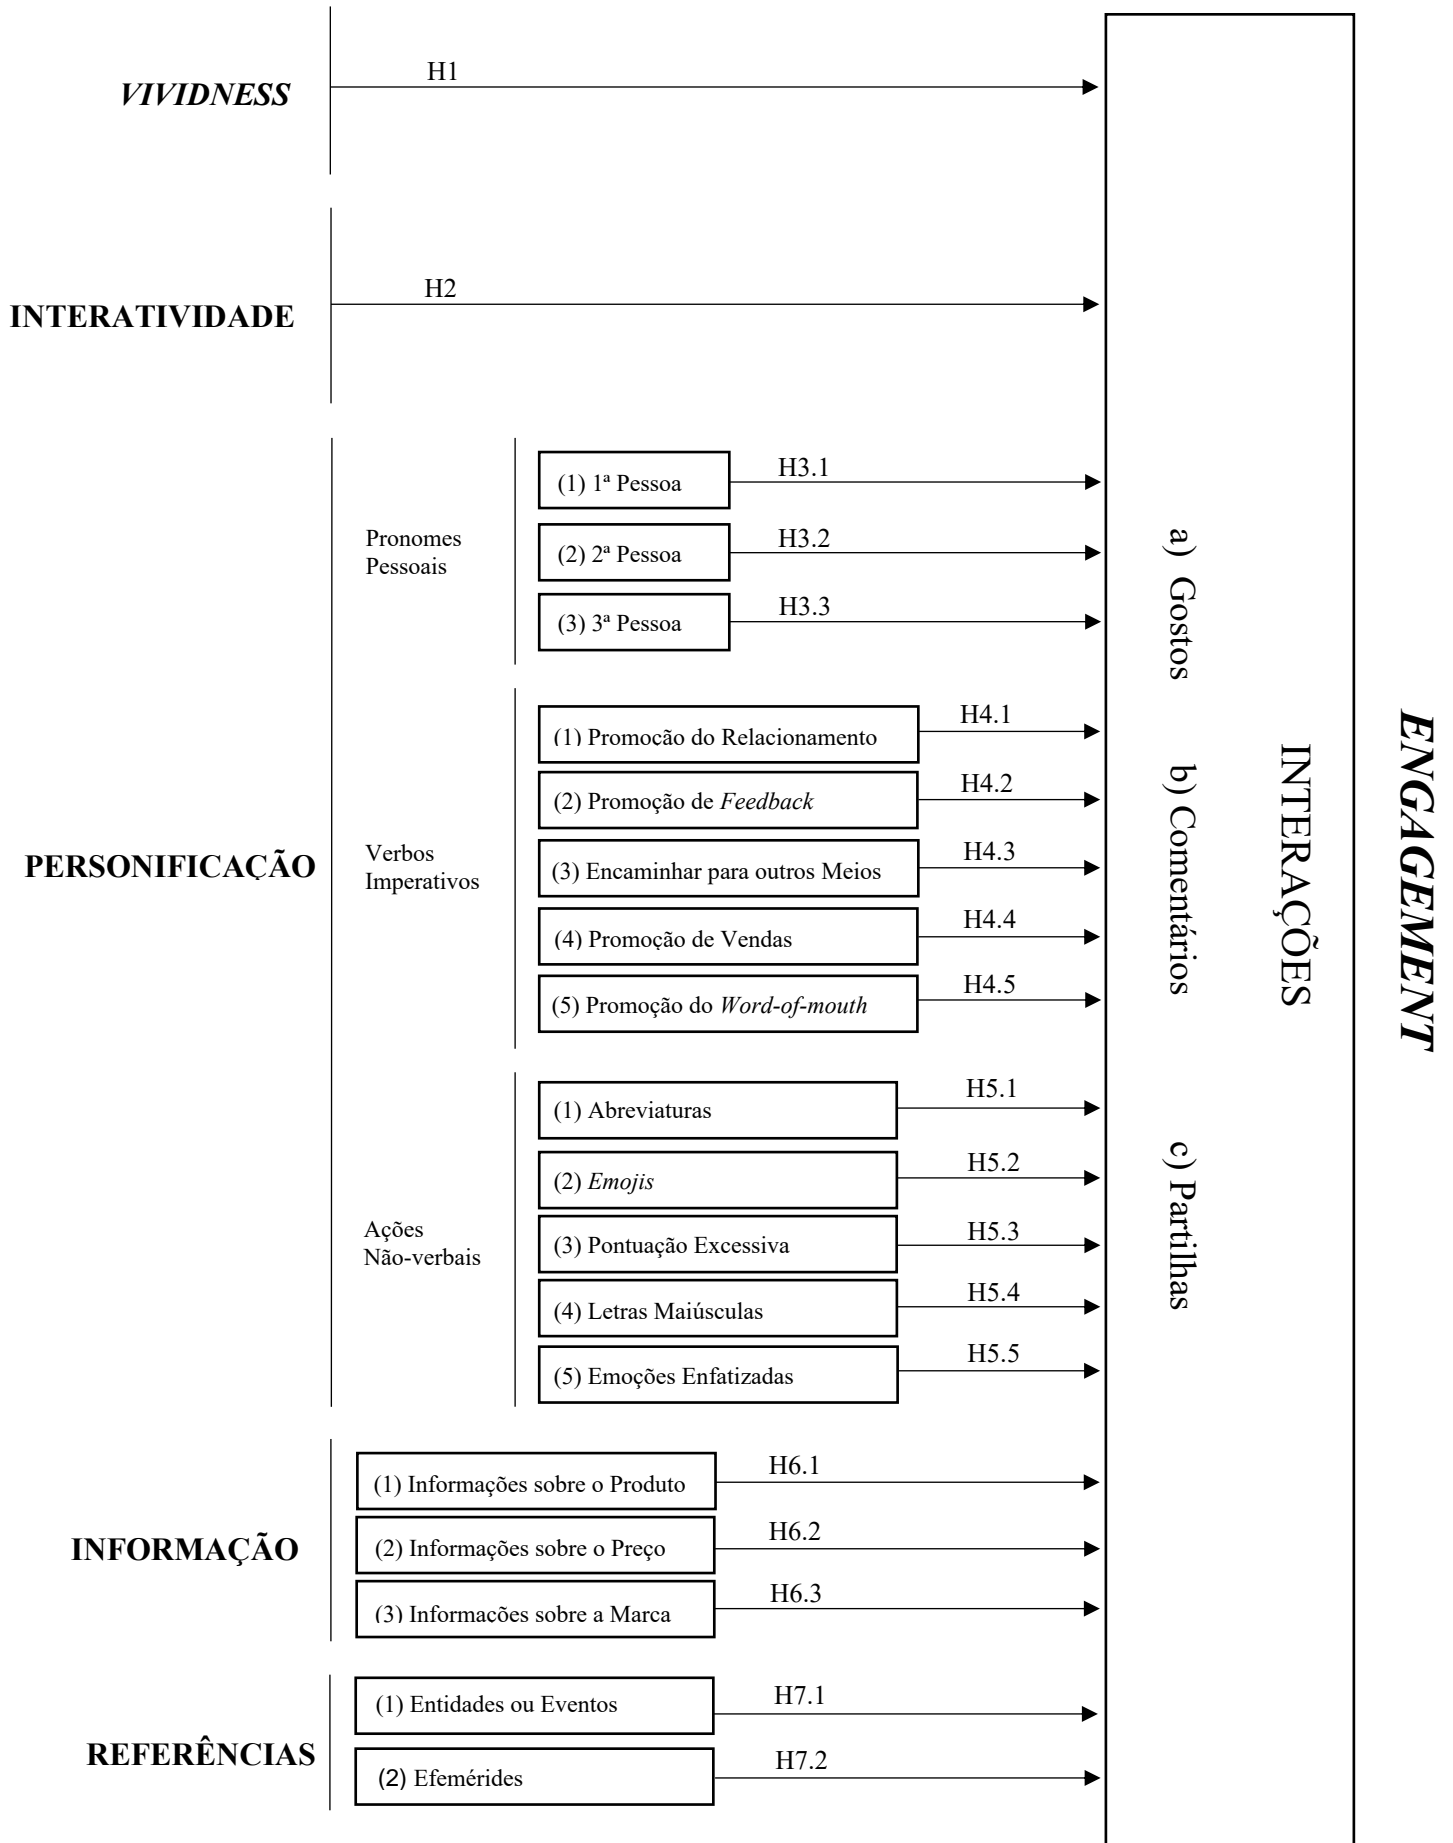 VIVIDNESS
H1
INTERATIVIDADE
H2
PERSONIFICAÇÃO
Pronomes
Pessoais
(1) 1ª Pessoa
H3.1
(2) 2ª Pessoa
H3.2
(3) 3ª Pessoa
H3.3
Verbos
Imperativos
(1) Promoção do Relacionamento
H4.1
(2) Promoção de Feedback
H4.2
(3) Encaminhar para outros Meios
H4.3
(4) Promoção de Vendas
H4.4
(5) Promoção do Word-of-mouth
H4.5
Ações
Não-verbais
(1) Abreviaturas
H5.1
(2) Emojis
H5.2
(3) Pontuação Excessiva
H5.3
(4) Letras Maiúsculas
H5.4
(5) Emoções Enfatizadas
H5.5
INFORMAÇÃO
(1) Informações sobre o Produto
H6.1
(2) Informações sobre o Preço
H6.2
(3) Informações sobre a Marca
H6.3
REFERÊNCIAS
(1) Entidades ou Eventos
H7.1
(2) Efemérides
H7.2
a) Gostos
b) Comentários
c) Partilhas
INTERAÇÕES
ENGAGEMENT